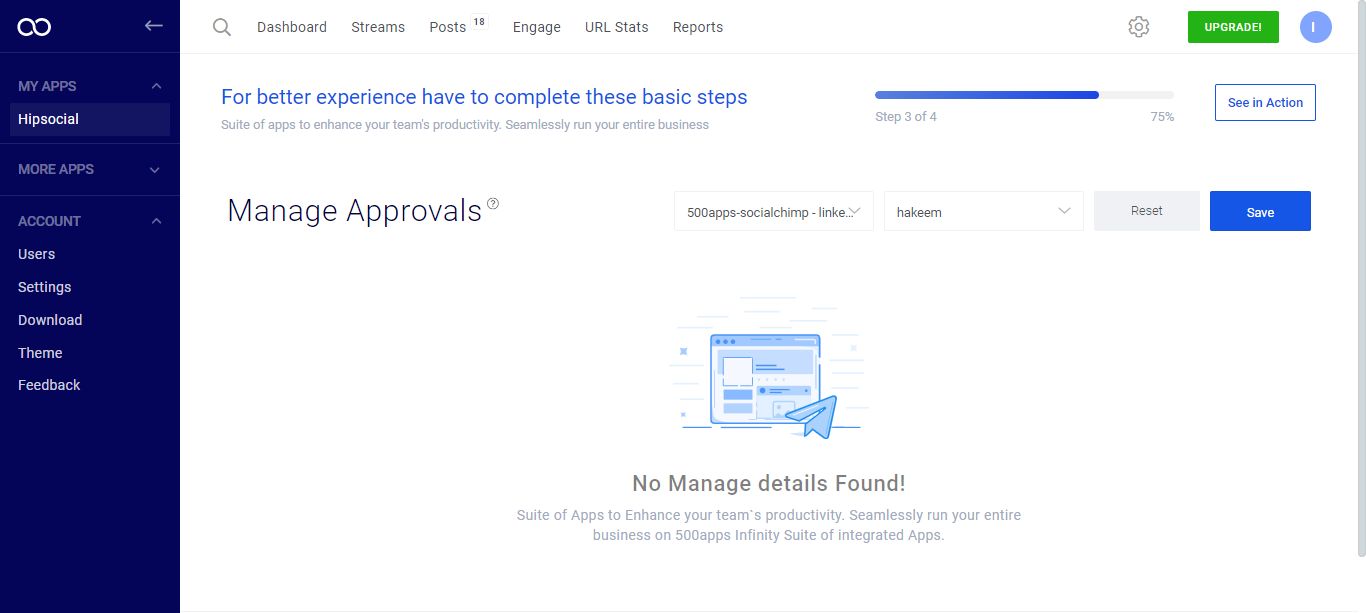 Dashboard Streams Posts 18 Engage URL Stats Reports UPGRADE! I
MY APPS
Hipsocial
MORE APPS
ACCOUNT
Users
Settings
Download
Theme
Feedback
For better experience have to complete these basic steps
Suite of apps to enhance your team's productivity. Seamlessly run your entire business
Step 3 of 4 75%
See in Action
Manage Approvals ?
500apps-socialchimp - linke... hakeem Reset Save
No Manage details Found!
Suite of Apps to Enhance your team`s productivity. Seamlessly run your entire
business on 500apps Infinity Suite of integrated Apps.